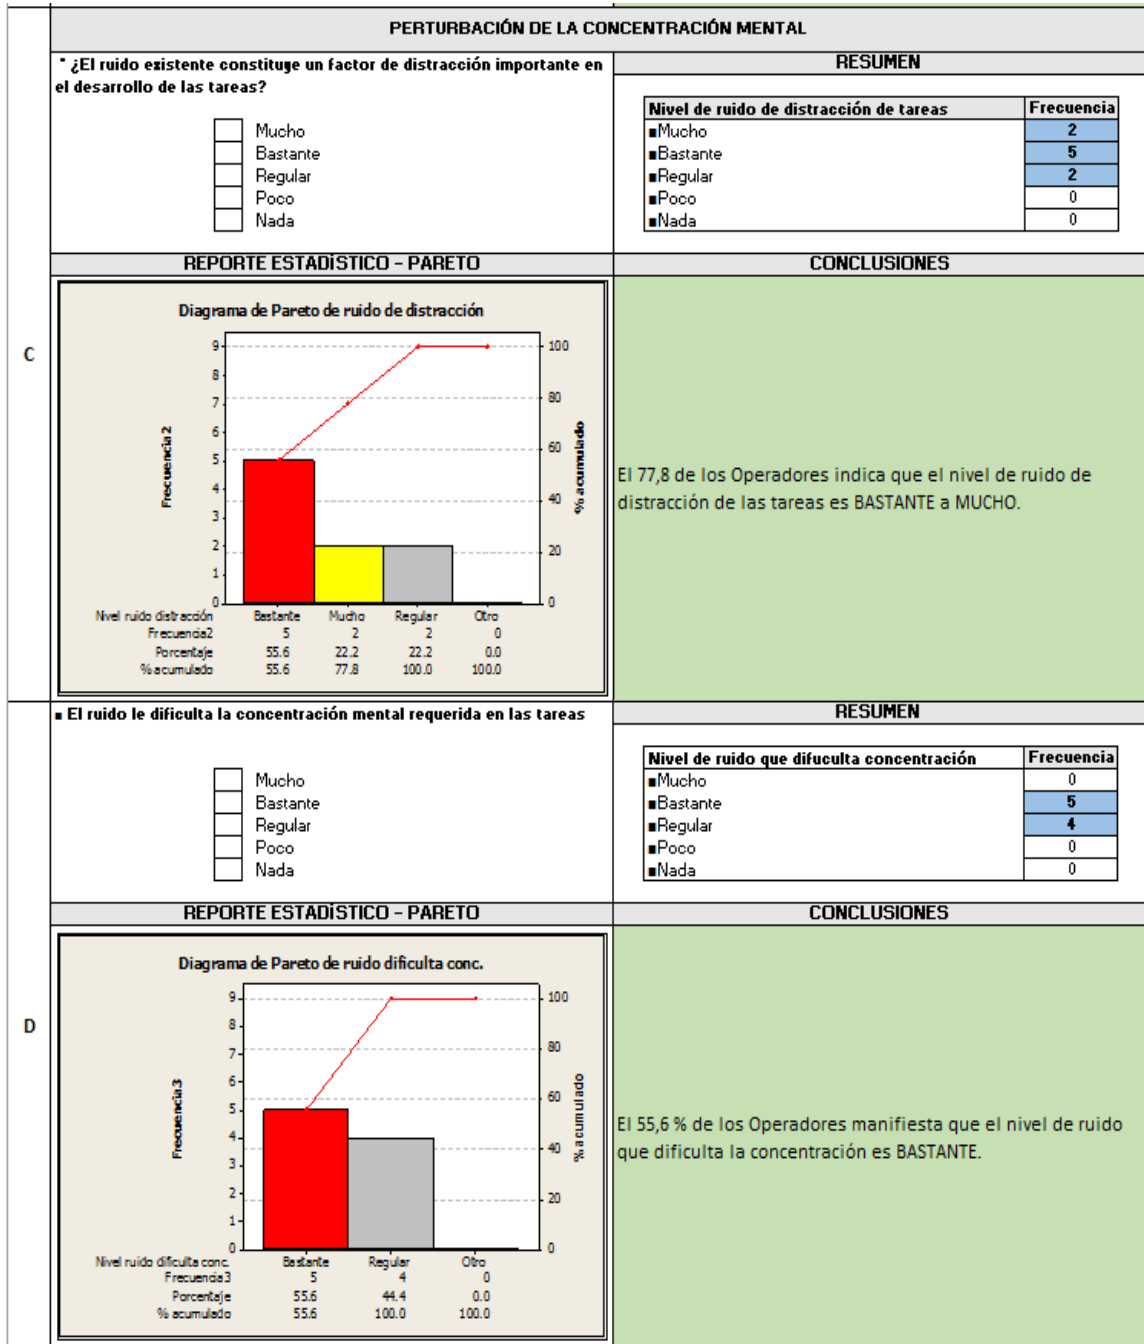 PERTURBACIÓN DE LA CONCENTRACIÓN MENTAL
" ¿El ruido existente constituye un factor de distracción importante en
el desarrollo de las tareas?
Mucho
Bastante
Regular
Poco
Nada
RESUMEN
Nivel de ruido de distracción de tareas Frecuencia
■Mucho 2
■Bastante 5
■Regular 2
■Poco 0
■Nada 0
REPORTE ESTADÍSTICO - PARETO
CONCLUSIONES
C
Diagrama de Pareto de ruido de distracción
Frecuencia2
9
8
7
6
5
4
3
2
1
0
100
80
60
40
20
0
% acumulado
Nivel ruido distracción Bastante Mucho Regular Otro
Frecuencia2 5 2 2 0
Porcentaje 55.6 22.2 22.2 0.0
% acumulado 55.6 77.8 100.0 100.0
El 77,8 de los Operadores indica que el nivel de ruido de
distracción de las tareas es BASTANTE a MUCHO.
■ El ruido le dificulta la concentración mental requerida en las tareas
Mucho
Bastante
Regular
Poco
Nada
RESUMEN
Nivel de ruido que difuculta concentración Frecuencia
■Mucho 0
■Bastante 5
■Regular 4
■Poco 0
■Nada 0
REPORTE ESTADÍSTICO - PARETO
CONCLUSIONES
D
Diagrama de Pareto de ruido dificulta conc.
Frecuencia3
9
8
7
6
5
4
3
2
1
0
100
80
60
40
20
0
% acumulado
Nivel ruido dificulta conc. Bastante Regular Otro
Frecuencia3 5 4 0
Porcentaje 55.6 44.4 0.0
% acumulado 55.6 100.0 100.0
El 55,6 % de los Operadores manifiesta que el nivel de ruido
que dificulta la concentración es BASTANTE.